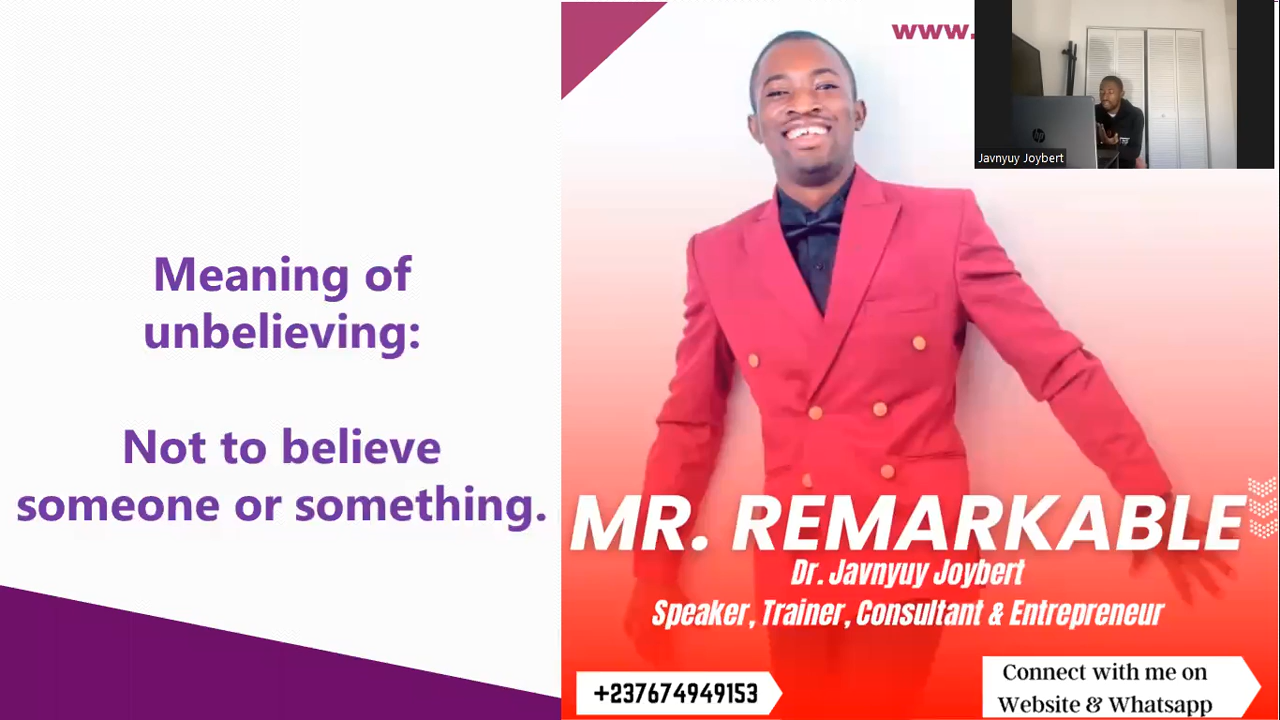 Meaning of
unbelieving:
Not to believe
someone or something.
www.
Javnyuy Joybert
MR. REMARKABLE
Dr. Javnyuy Joybert
Speaker, Trainer, Consultant & Entrepreneur
+237674949153
Connect with me on
Website & Whatsapp
hp